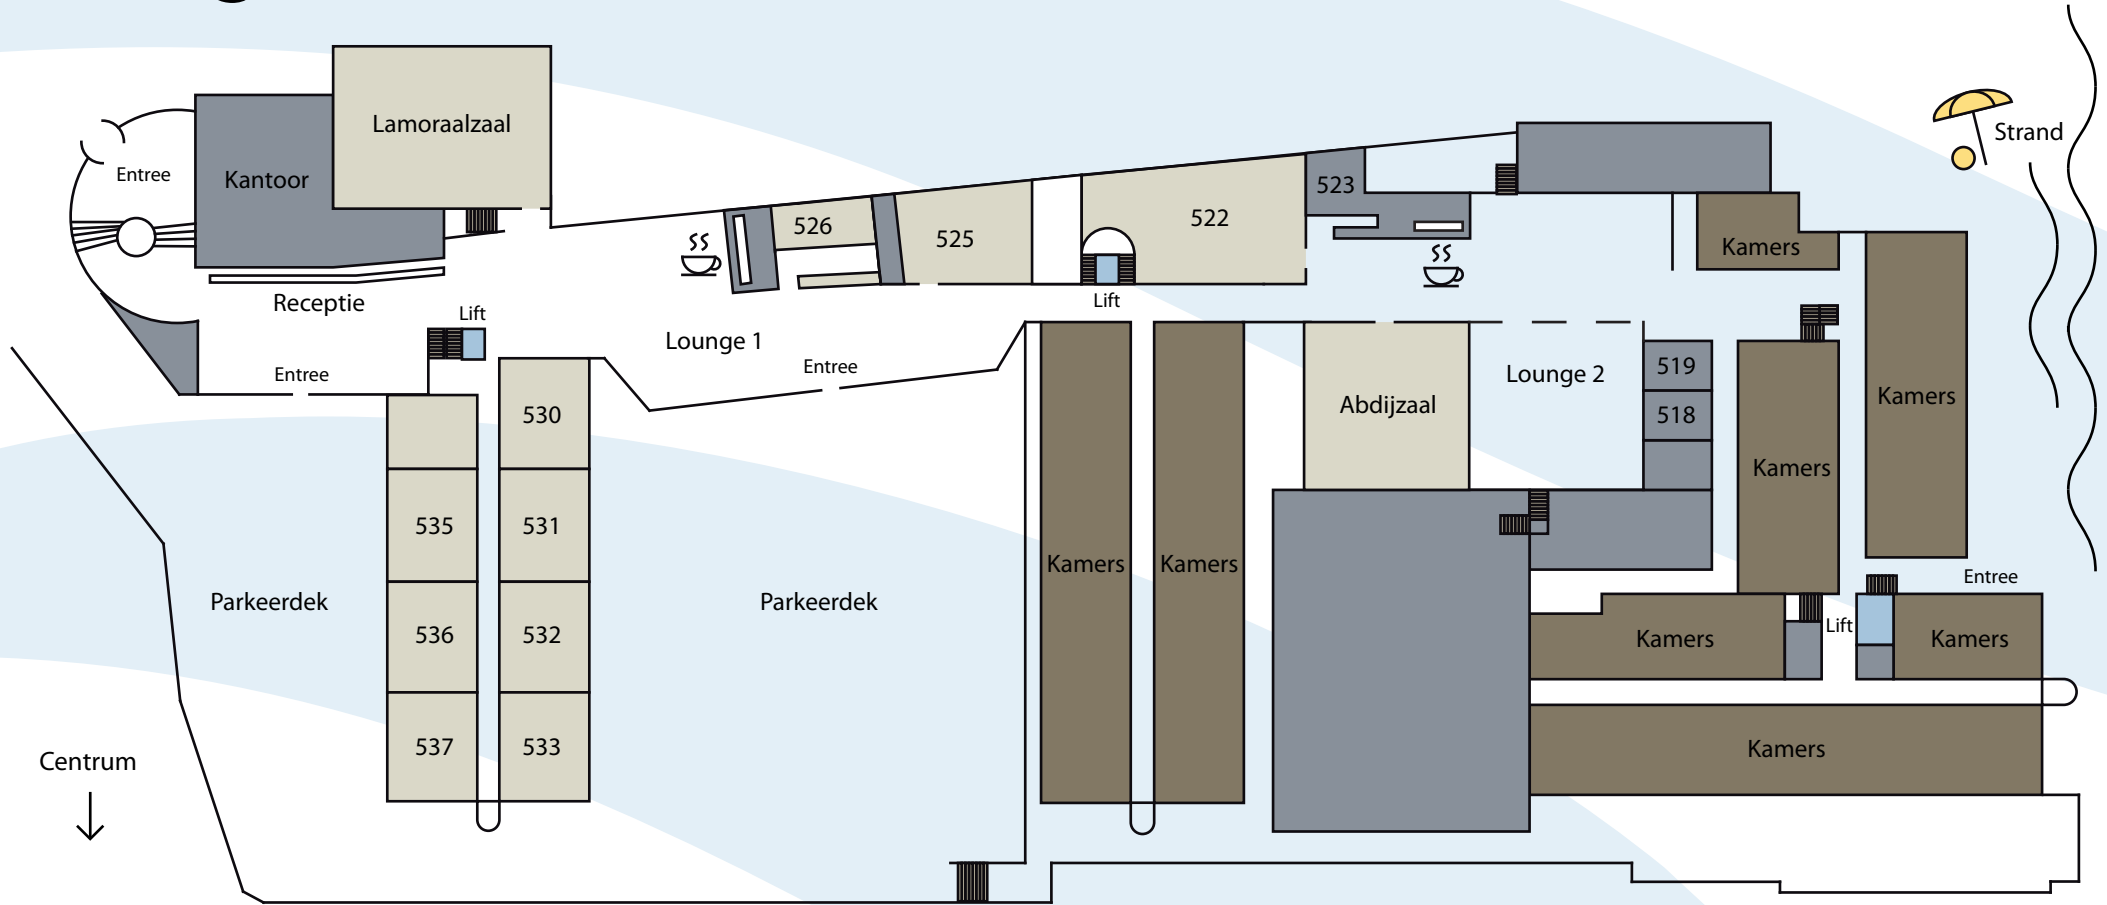 Lamoraalzaal
Strand
Entree
Kantoor
523
526
525
522
Kamers
Receptie
Lift
Lift
Lounge 1
Entree
Entree
519
Lounge 2
518
530
Abdijzaal
Kamers
Kamers
535
531
Kamers
Kamers
Entree
Parkeerdek
Parkeerdek
536
532
Lift
Kamers
Kamers
537
533
Kamers
Centrum